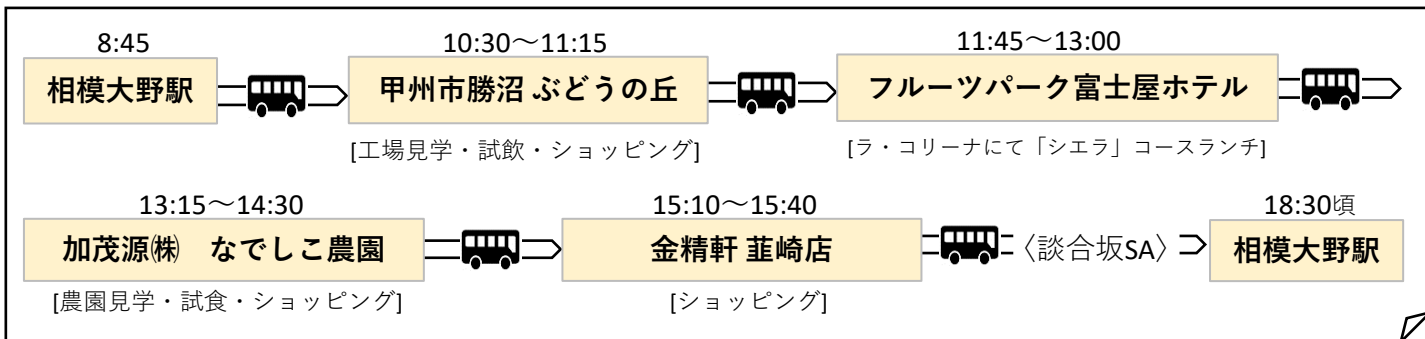 8:45
10:30～11:15
11:45～13:00
相模大野駅
甲州市勝沼 ぶどうの丘
フルーツパーク富士屋ホテル
[工場見学・試飲・ショッピング]
[ラ・コリーナにて「シエラ」コースランチ]
13:15～14:30
15:10～15:40
18:30頃
加茂源㈱　なでしこ農園
金精軒 韮崎店
〈談合坂SA〉
相模大野駅
[農園見学・試食・ショッピング]
[ショッピング]